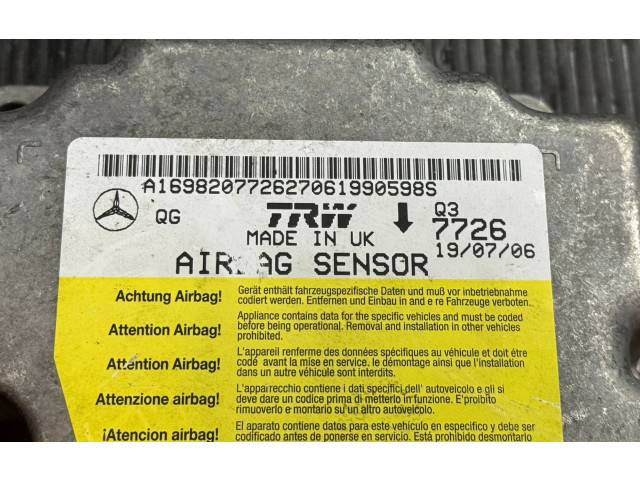 A169820772627061990598S
QG
TRW
Q3
7726
MADE IN UK
19/07/06
AIRBAG SENSOR
Achtung Airbag!
Gerät enthält fahrzeugspezifische Daten und muß vor inbetriebnahme
codiert werden. Entfernen und Einbau in and e re Fahrzeuge verboten.
Attention Airbag!
Appliance contains data for the specific vehicles and must be coded
before being operational. Removal and installation in other vehicles
prohibited.
Attention Airbag!
L'appareil renferme des données spécifiques au véhicule et doit être
codé avant la mise en service. le démontage ainsi que l'installation
dans un autre véhicule sont interdits.
Attenzione airbag!
L'apparecchio contiene i dati specifici dell' autoveicolo e gli si
deve dare un codice prima di metterlo in funzione. E'proibito
rimuoverlo e montarlo su un altro autoveicolo.
¡Atencion airbag!
El aparato contiene datos para este vehículo en específico y debe ser
codificado antes de ponerse en servicio. Está prohibido desmontarlo